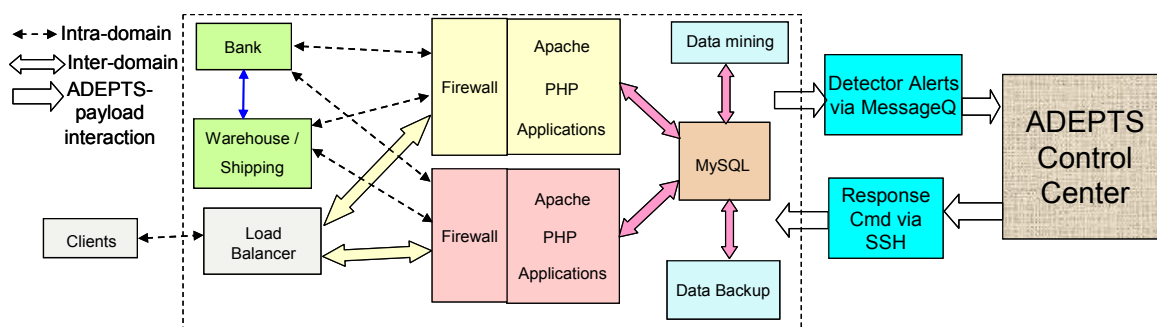 Intra-domain
Inter-domain
ADEPTS-
payload
interaction
Bank
Warehouse /
Shipping
Clients
Load
Balancer
Firewall
Apache
PHP
Applications
Firewall
Apache
PHP
Applications
Data mining
MySQL
Data Backup
Detector Alerts
via MessageQ
Response
Cmd via
SSH
ADEPTS
Control
Center